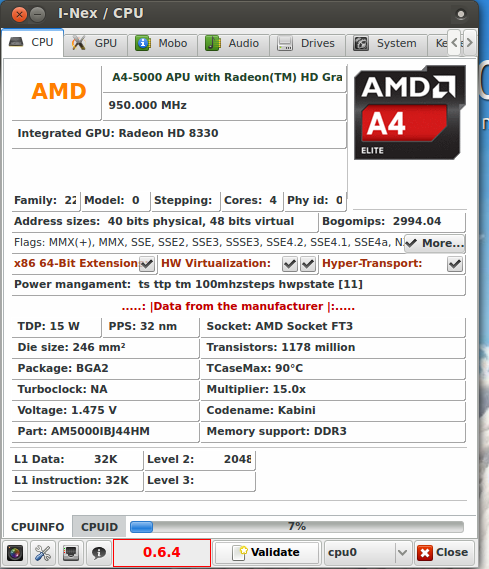 I-Nex / CPU
CPU GPU Mobo Audio Drives System Ke
AMD
A4-5000 APU with Radeon(TM) HD Gra
950.000 MHz
Integrated GPU: Radeon HD 8330
AMD
A4
ELITE
Family: 22 Model: 0 Stepping: Cores: 4 Phy id: 0
Address sizes: 40 bits physical, 48 bits virtual Bogomips: 2994.04
Flags: MMX(+), MMX, SSE, SSE2, SSE3, SSSE3, SSE4.2, SSE4.1, SSE4a, N More...
x86 64-Bit Extension HW Virtualization: Hyper-Transport:
Power mangament: ts ttp tm 100mhzsteps hwpstate [11]
.....: |Data from the manufacturer |:.....
TDP: 15 W PPS: 32 nm Socket: AMD Socket FT3
Die size: 246 mm² Transistors: 1178 million
Package: BGA2 TCaseMax: 90°C
Turboclock: NA Multiplier: 15.0x
Voltage: 1.475 V Codename: Kabini
Part: AM5000IBJ44HM Memory support: DDR3
L1 Data: 32K Level 2: 2048
L1 instruction: 32K Level 3:
CPUINFO CPUID 7%
0.6.4 Validate cpu0 Close